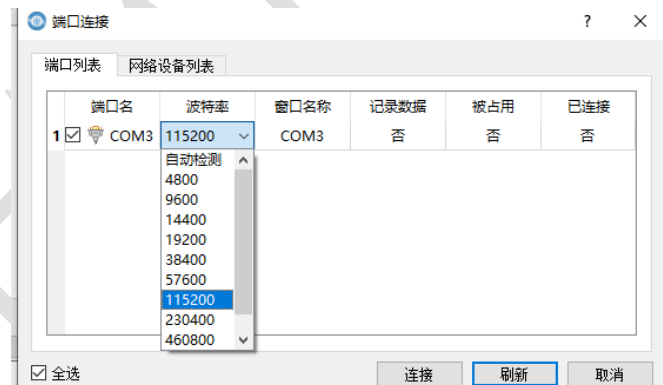 端口连接
端口列表 网络设备列表
端口名 波特率 窗口名称 记录数据 被占用 已连接
1 COM3 115200 COM3 否 否 否
自动检测
4800
9600
14400
19200
38400
57600
115200
230400
460800
全选 连接 刷新 取消